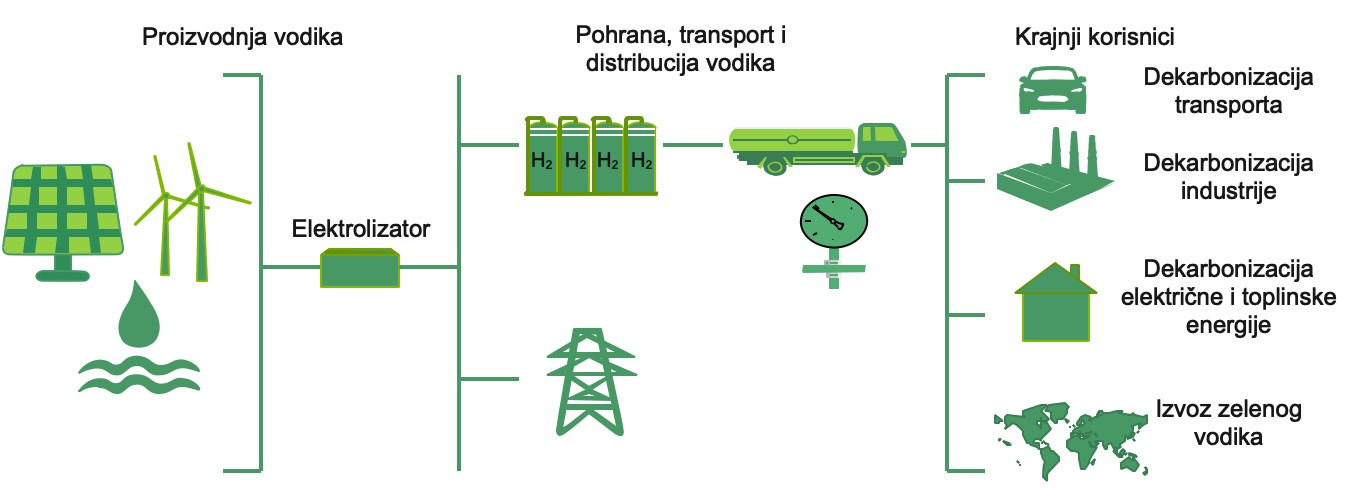 Proizvodnja vodika
Elektrolizator
Pohrana, transport i
distribucija vodika
H2 H2 H2 H2
Krajnji korisnici
Dekarbonizacija
transporta
Dekarbonizacija
industrije
Dekarbonizacija
električne i toplinske
energije
Izvoz zelenog
vodika